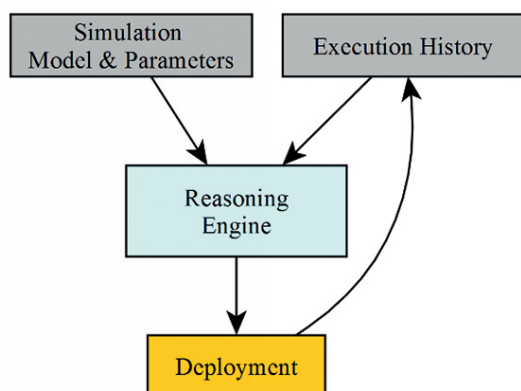 Simulation
Model & Parameters
Execution History
Reasoning
Engine
Deployment